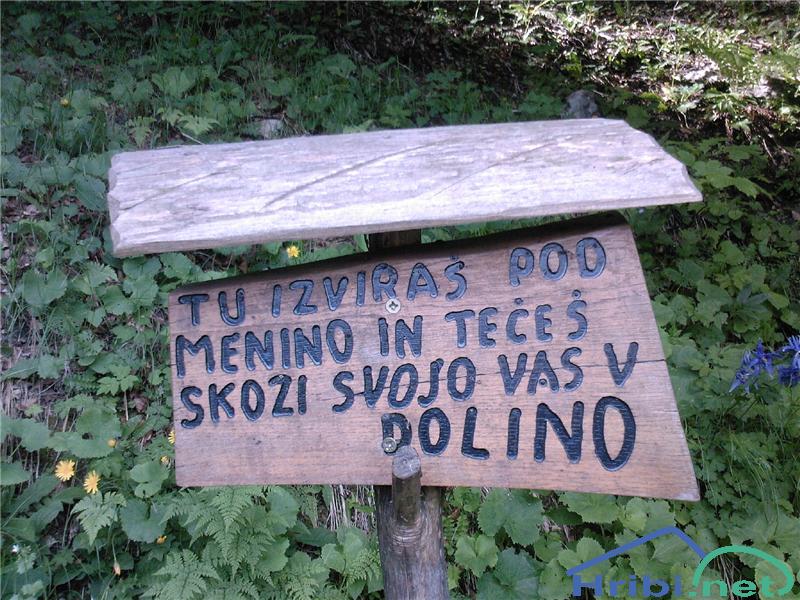 TU IZVIRAŠ POD
MENINO IN TEČEŠ
SKOZI SVOJO VAS V
DOLINO
Hribi.net